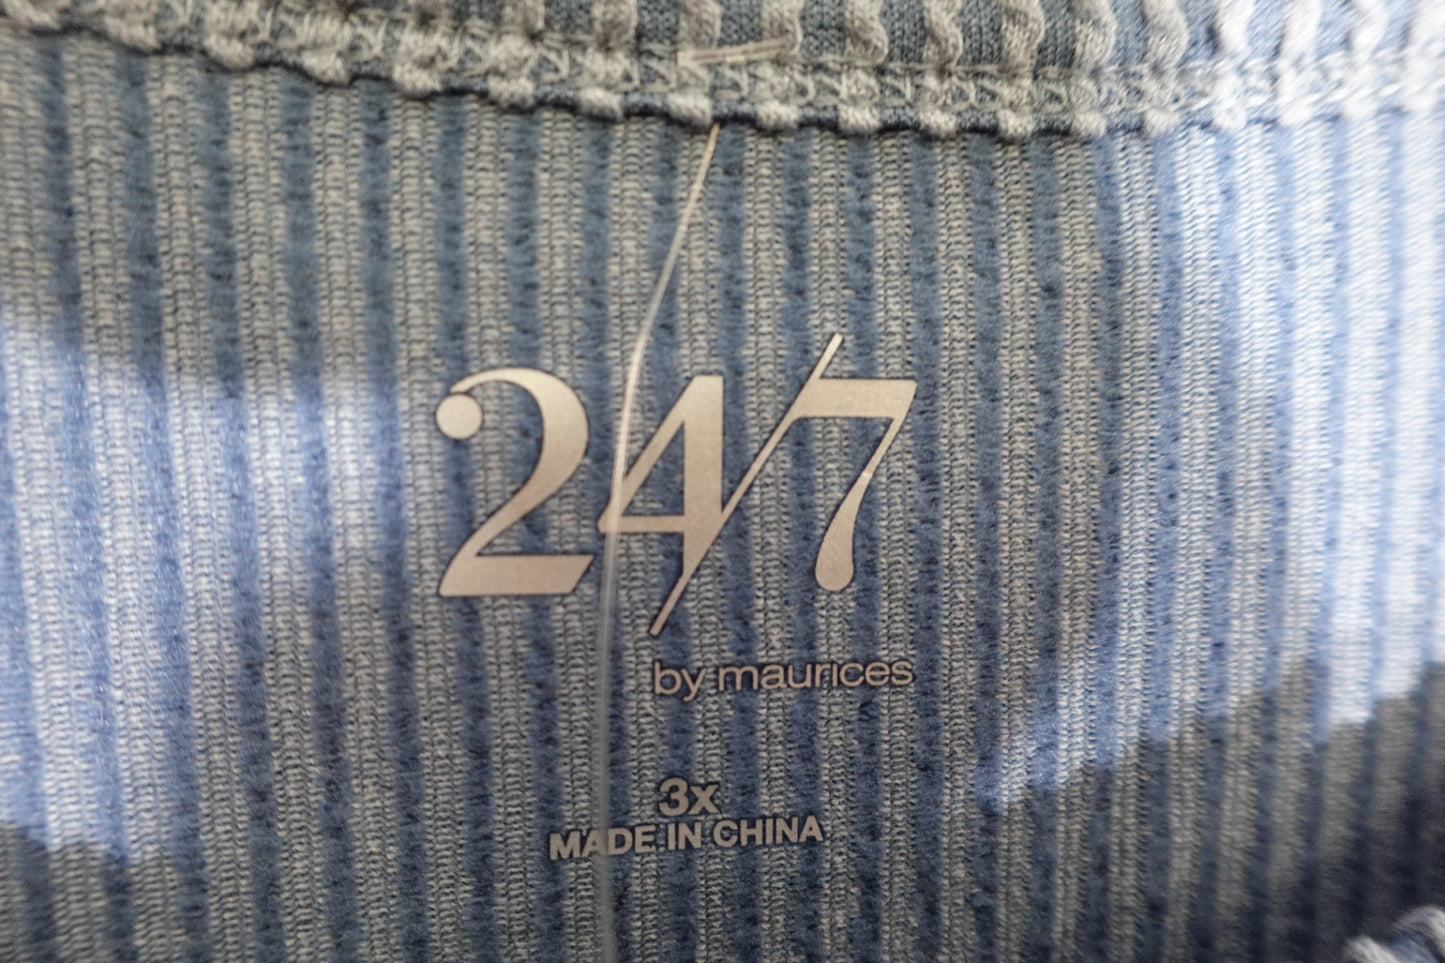 24/7
by maurices
3x
MADE IN CHINA